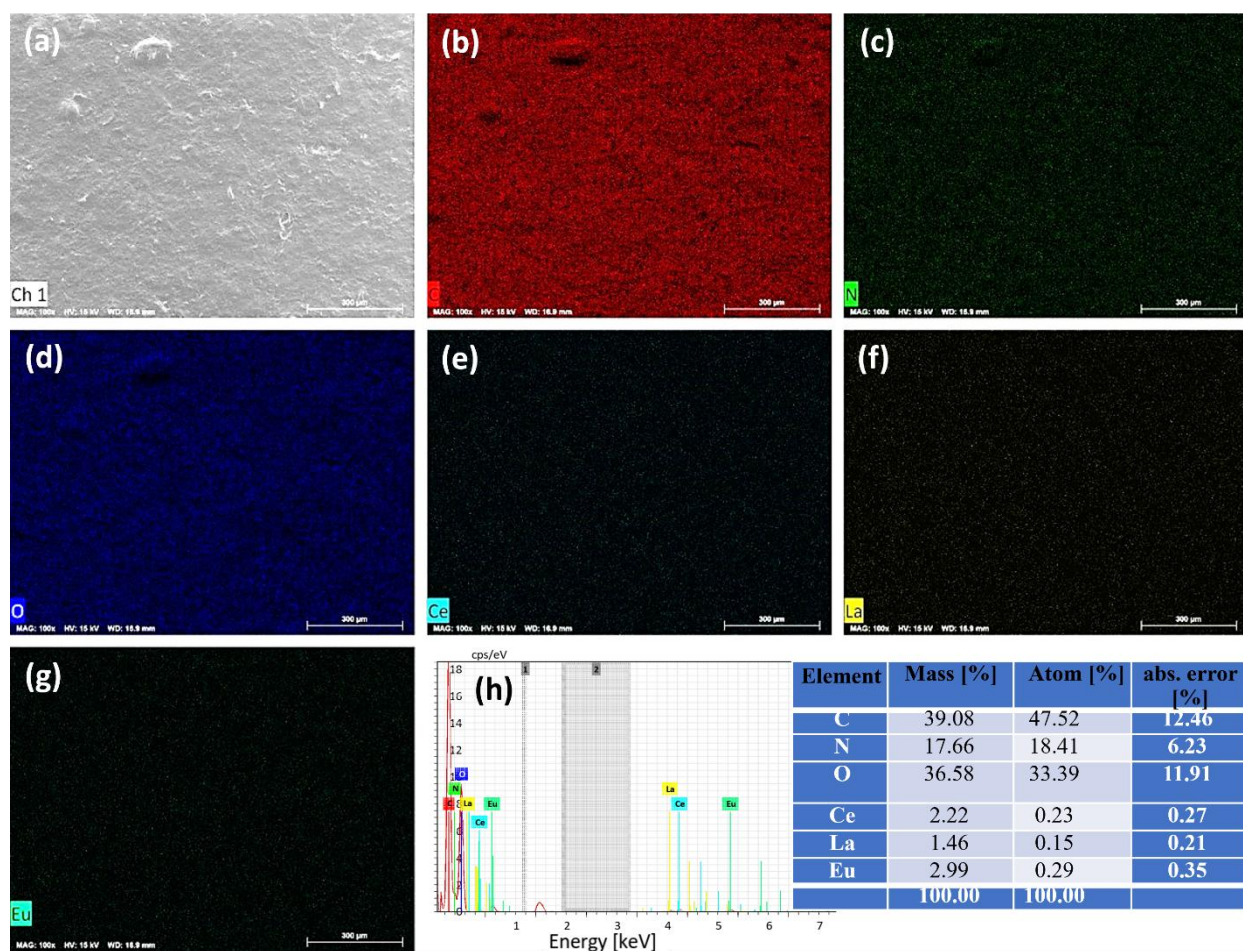 (a)
Ch 1
MAG: 100x HV: 15 kV WD: 16.9 mm
300 µm
(b)
C
MAG: 100x HV: 15 kV WD: 16.9 mm
300 µm
(c)
N
MAG: 100x HV: 15 kV WD: 16.9 mm
300 µm
(d)
O
MAG: 100x HV: 15 kV WD: 16.9 mm
300 µm
(e)
Ce
MAG: 100x HV: 15 kV WD: 16.9 mm
300 µm
(f)
La
MAG: 100x HV: 15 kV WD: 16.9 mm
300 µm
(g)
Eu
MAG: 100x HV: 15 kV WD: 16.9 mm
300 µm
(h)
cps/eV
18
16
14
12
10
8
6
4
2
0
1 2
C N O La Ce Eu
La Ce Eu
1 2 3 4 5 6 7
Energy [keV]
Element Mass [%] Atom [%] abs. error [%]
C 39.08 47.52 12.46
N 17.66 18.41 6.23
O 36.58 33.39 11.91
Ce 2.22 0.23 0.27
La 1.46 0.15 0.21
Eu 2.99 0.29 0.35
100.00 100.00